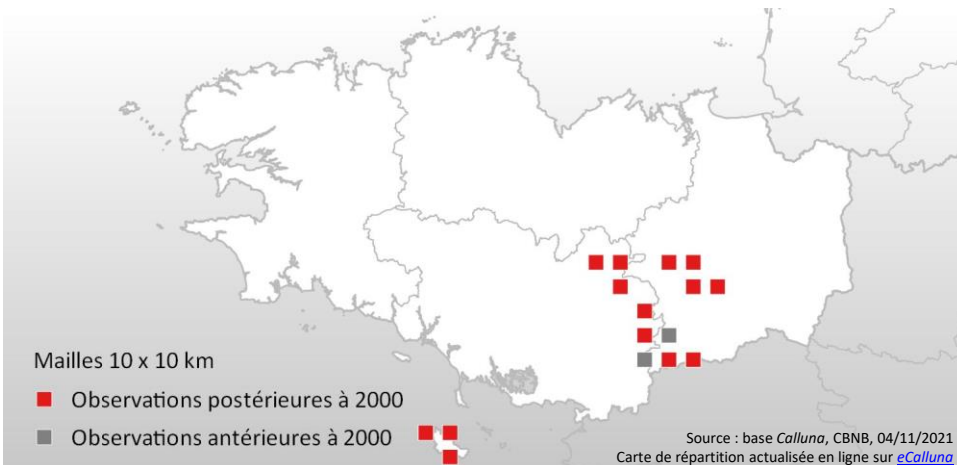 Mailles 10 x 10 km
Observations postérieures à 2000
Observations antérieures à 2000
Source : base Calluna, CBNB, 04/11/2021
Carte de répartition actualisée en ligne sur eCalluna